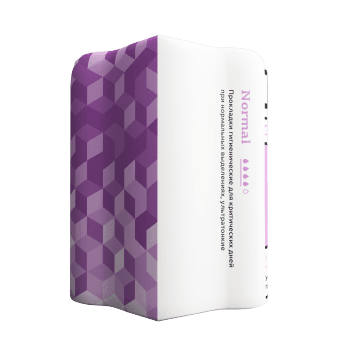 Normal
Прокладки гигиенические для критических дней
при нормальных выделениях, ультратонкие